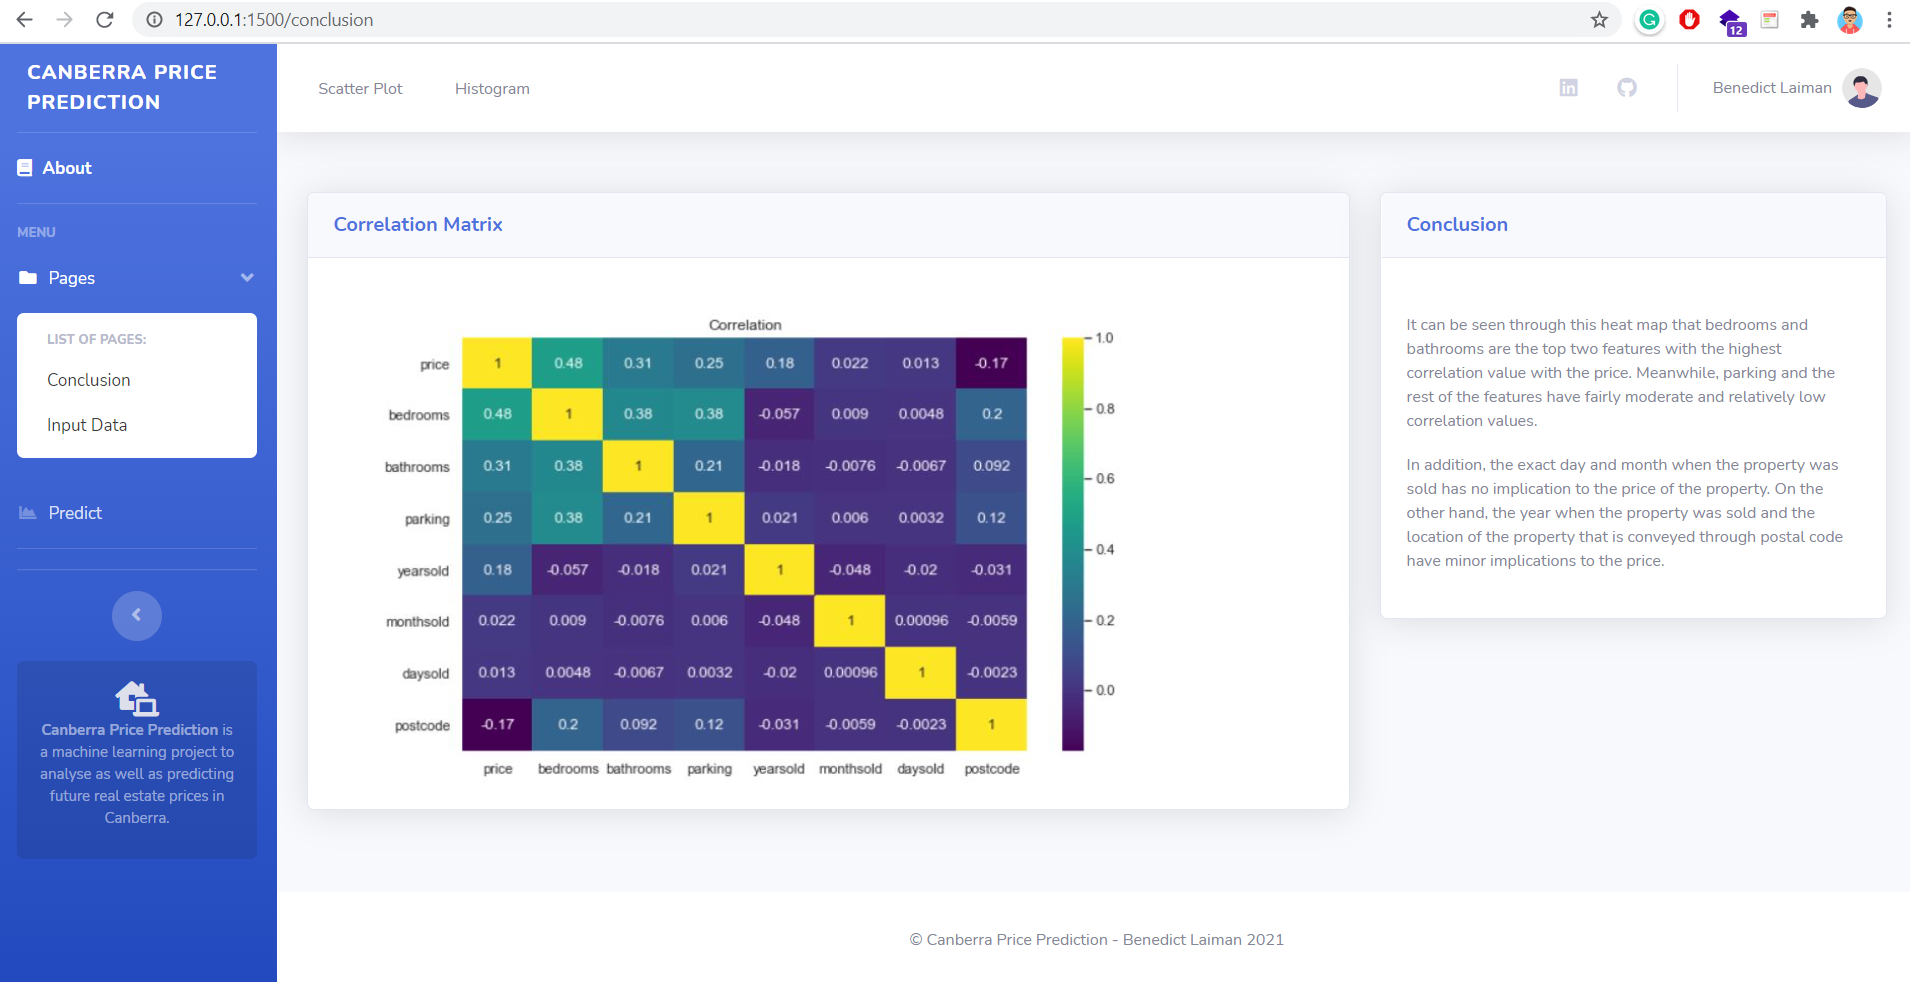 127.0.0.1:1500/conclusion
12
CANBERRA PRICE
PREDICTION
About
MENU
Pages
LIST OF PAGES:
Conclusion
Input Data
Predict
Canberra Price Prediction is
a machine learning project to
analyse as well as predicting
future real estate prices in
Canberra.
Scatter Plot Histogram
Benedict Laiman
Correlation Matrix
Correlation
price 1 0.48 0.31 0.25 0.18 0.022 0.013 -0.17
bedrooms 0.48 1 0.38 0.38 -0.057 0.009 0.0048 0.2
bathrooms 0.31 0.38 1 0.21 -0.018 -0.0076 -0.0067 0.092
parking 0.25 0.38 0.21 1 0.021 0.006 0.0032 0.12
yearsold 0.18 -0.057 -0.018 0.021 1 -0.048 -0.02 -0.031
monthsold 0.022 0.009 -0.0076 0.006 -0.048 1 0.00096 -0.0059
daysold 0.013 0.0048 -0.0067 0.0032 -0.02 0.00096 1 -0.0023
postcode -0.17 0.2 0.092 0.12 -0.031 -0.0059 -0.0023 1
price bedrooms bathrooms parking yearsold monthsold daysold postcode
1.0
0.8
0.6
0.4
0.2
0.0
Conclusion
It can be seen through this heat map that bedrooms and
bathrooms are the top two features with the highest
correlation value with the price. Meanwhile, parking and the
rest of the features have fairly moderate and relatively low
correlation values.
In addition, the exact day and month when the property was
sold has no implication to the price of the property. On the
other hand, the year when the property was sold and the
location of the property that is conveyed through postal code
have minor implications to the price.
© Canberra Price Prediction - Benedict Laiman 2021